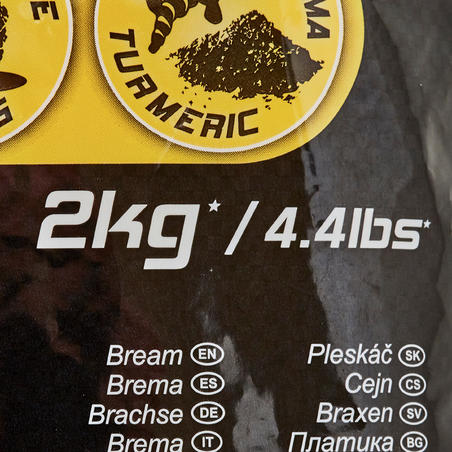 TURMERIC
2kg* / 4.4lbs*
Bream EN
Brema ES
Brachse DE
Brema IT
Pleskáč SK
Cejn CS
Braxen SV
Платика BG